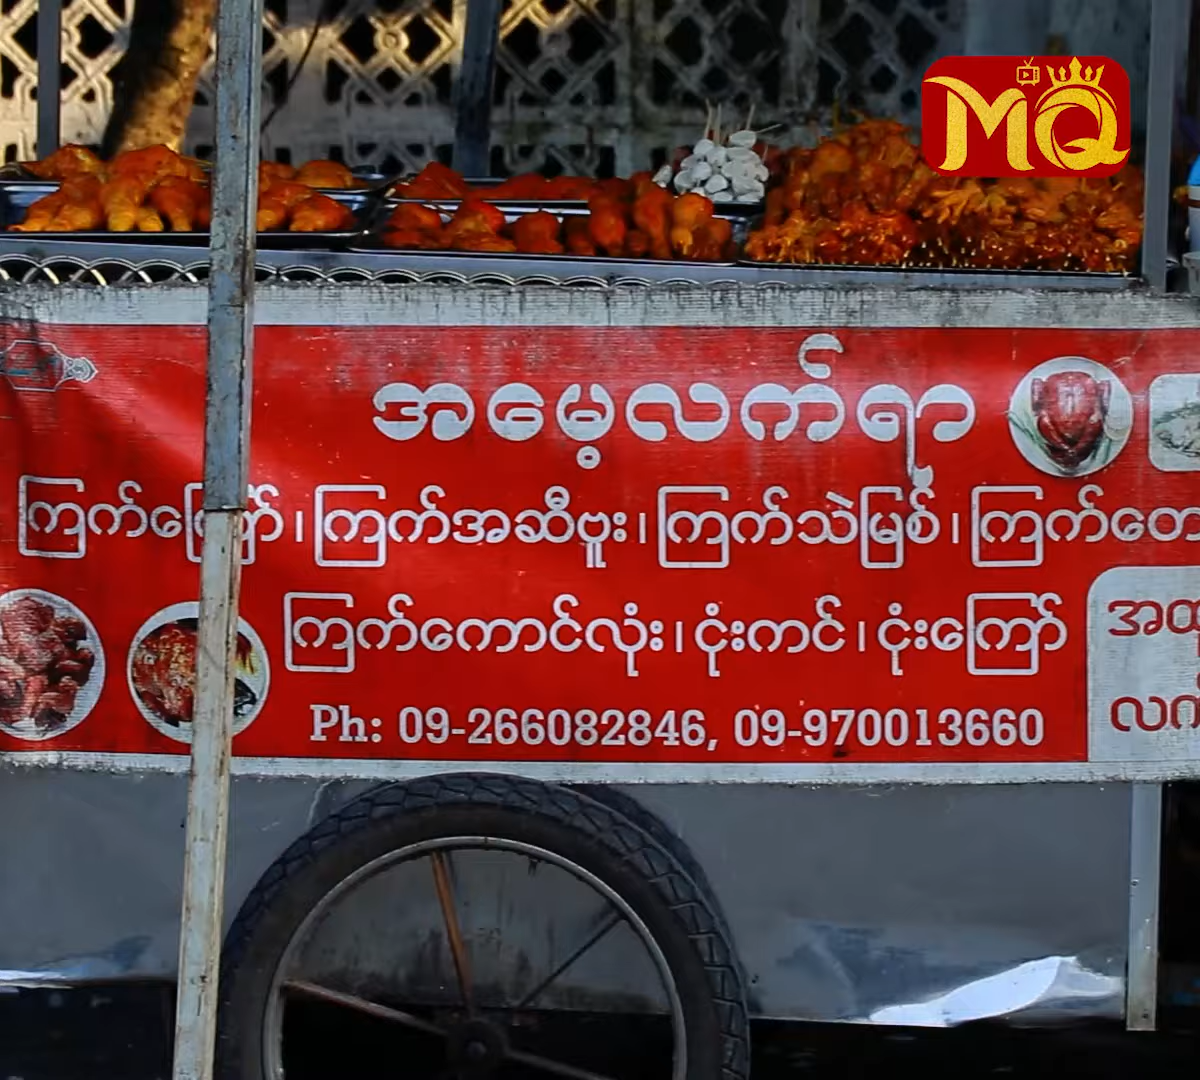 MQ
အမေ့လက်ရာ
ကြက်ကြော်၊ ကြက်အဆီဗူး၊ ကြက်သဲမြစ်၊
ကြက်ကောင်လုံး၊ ငုံးကင်၊ ငုံးကြော်
Ph: 09-266082846, 09-970013660